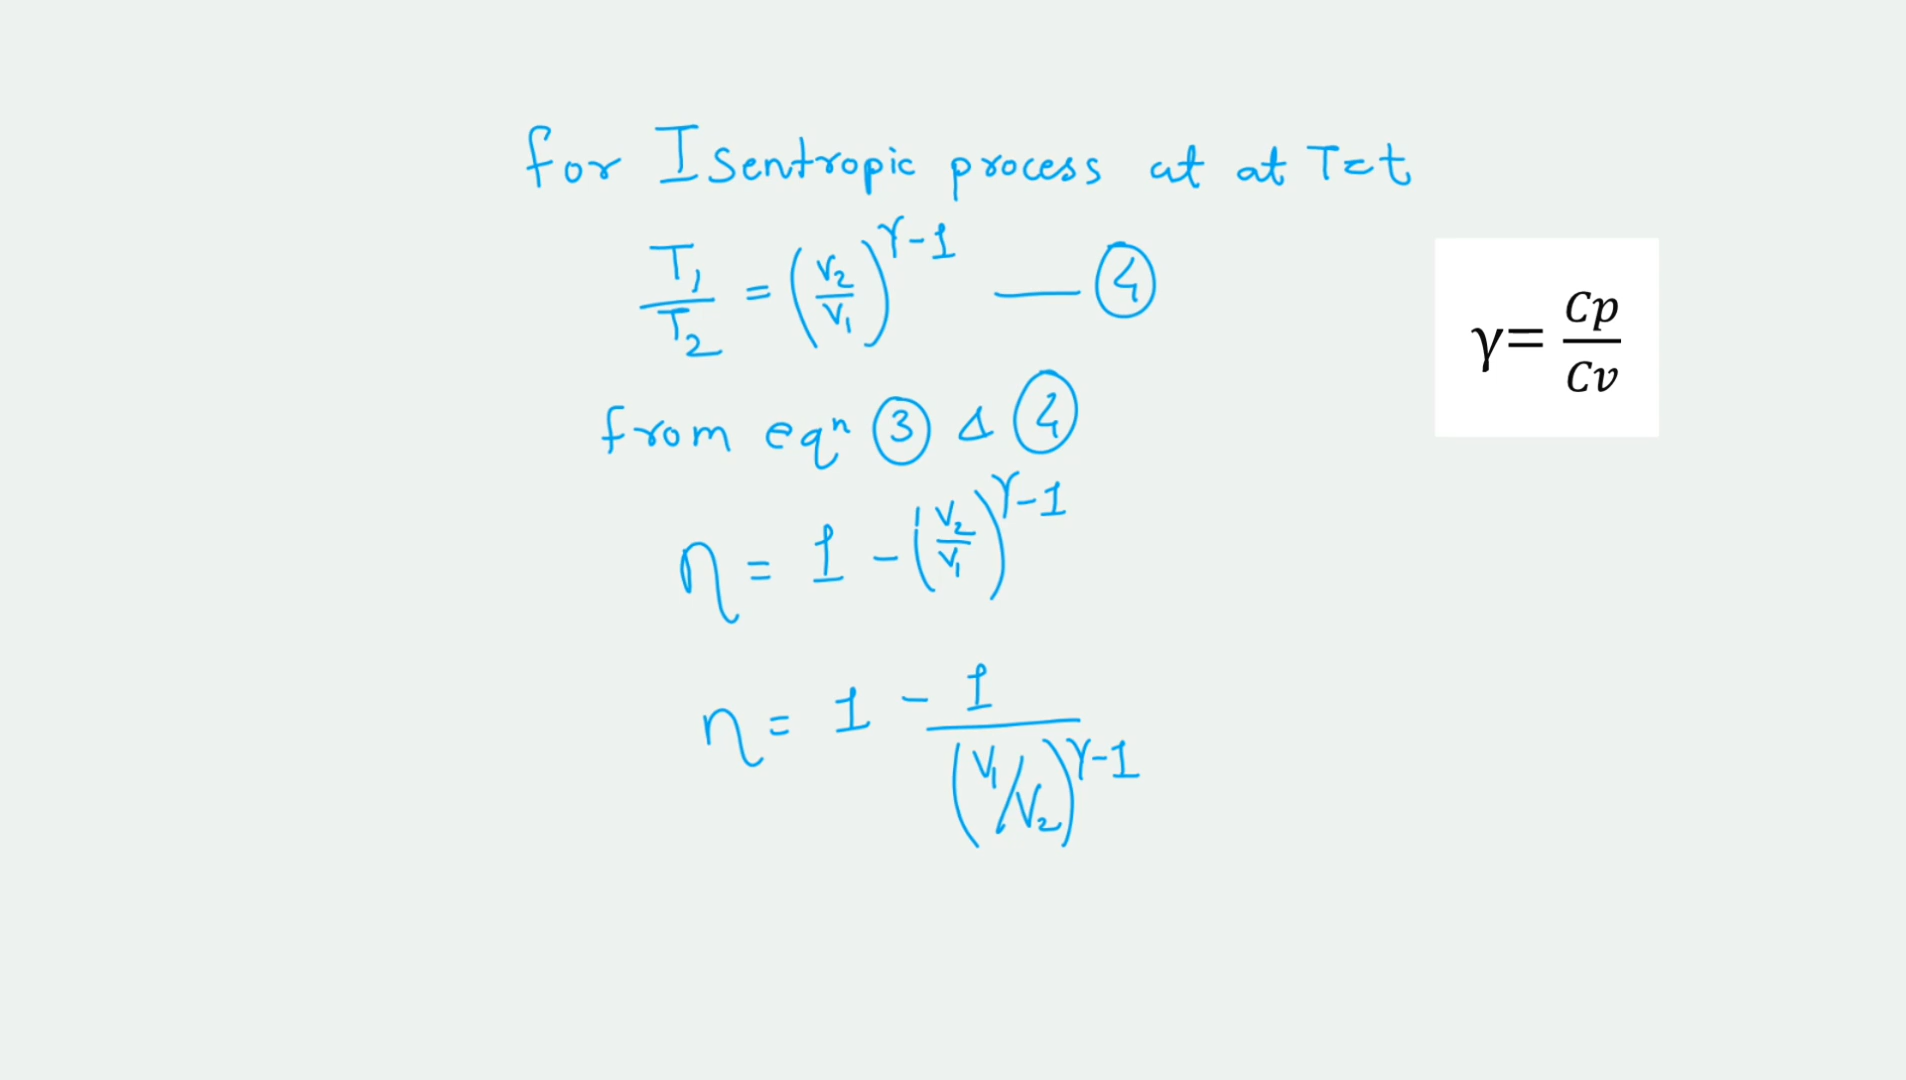 for Isentropic process at at T=t
T₁/T₂ = (V₂/V₁)^γ-1 — ④
from eqⁿ ③ & ④
η = 1 - (V₂/V₁)^γ-1
η = 1 - 1/(V₁/V₂)^γ-1
γ= Cp/Cv